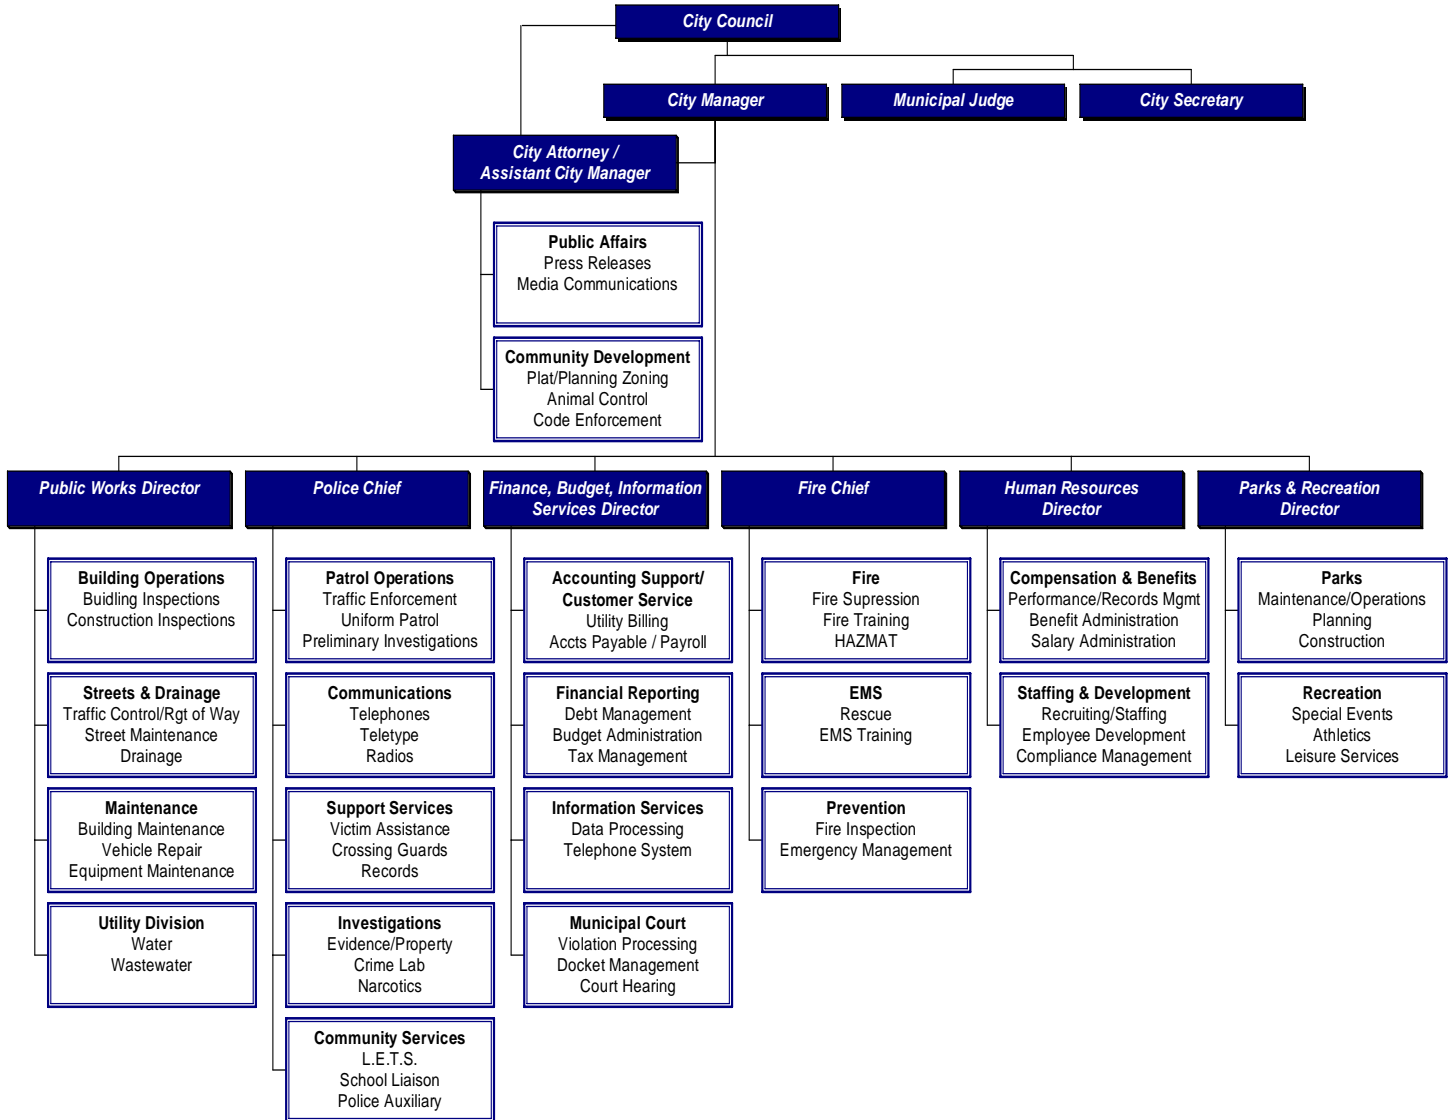 City Council
City Manager
Municipal Judge
City Secretary
City Attorney /
Assistant City Manager
Public Affairs
Press Releases
Media Communications
Community Development
Plat/Planning Zoning
Animal Control
Code Enforcement
Public Works Director
Police Chief
Finance, Budget, Information
Services Director
Fire Chief
Human Resources
Director
Parks & Recreation
Director
Building Operations
Buidling Inspections
Construction Inspections
Streets & Drainage
Traffic Control/Rgt of Way
Street Maintenance
Drainage
Maintenance
Building Maintenance
Vehicle Repair
Equipment Maintenance
Utility Division
Water
Wastewater
Patrol Operations
Traffic Enforcement
Uniform Patrol
Preliminary Investigations
Communications
Telephones
Teletype
Radios
Support Services
Victim Assistance
Crossing Guards
Records
Investigations
Evidence/Property
Crime Lab
Narcotics
Community Services
L.E.T.S.
School Liaison
Police Auxiliary
Accounting Support/
Customer Service
Utility Billing
Accts Payable / Payroll
Financial Reporting
Debt Management
Budget Administration
Tax Management
Information Services
Data Processing
Telephone System
Municipal Court
Violation Processing
Docket Management
Court Hearing
Fire
Fire Supression
Fire Training
HAZMAT
EMS
Rescue
EMS Training
Prevention
Fire Inspection
Emergency Management
Compensation & Benefits
Performance/Records Mgmt
Benefit Administration
Salary Administration
Staffing & Development
Recruiting/Staffing
Employee Development
Compliance Management
Parks
Maintenance/Operations
Planning
Construction
Recreation
Special Events
Athletics
Leisure Services